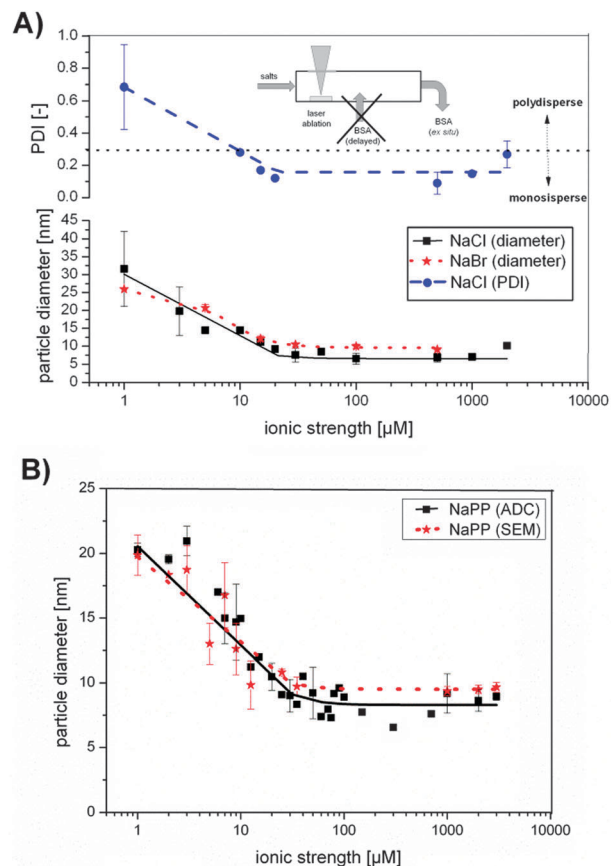 A)
1.0
0.8
0.6
0.4
0.2
0.0
PDI [-]
salts
laser
ablation
BSA
(delayed)
BSA
(ex situ)
polydisperse
monosisperse
45
40
35
30
25
20
15
10
5
0
particle diameter [nm]
NaCl (diameter)
NaBr (diameter)
NaCl (PDI)
1
10
100
1000
10000
ionic strength [µM]
B)
25
20
15
10
5
0
particle diameter [nm]
NaPP (ADC)
NaPP (SEM)
1
10
100
1000
10000
ionic strength [µM]